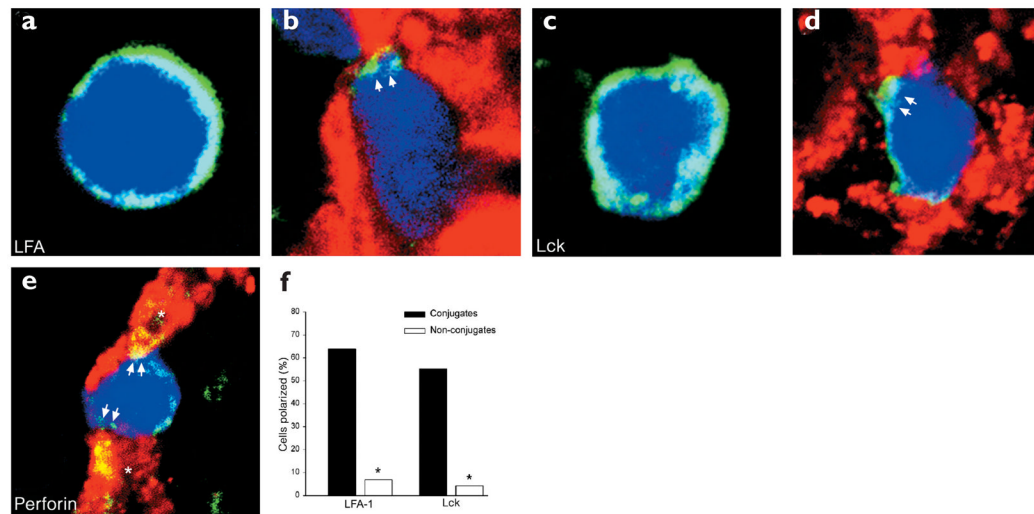 a
b
c
d
LFA
Lck
e
*
*
Perforin
f
80
70
60
50
40
30
20
10
0
Cells polarized (%)
Conjugates
Non-conjugates
*
*
LFA-1
Lck